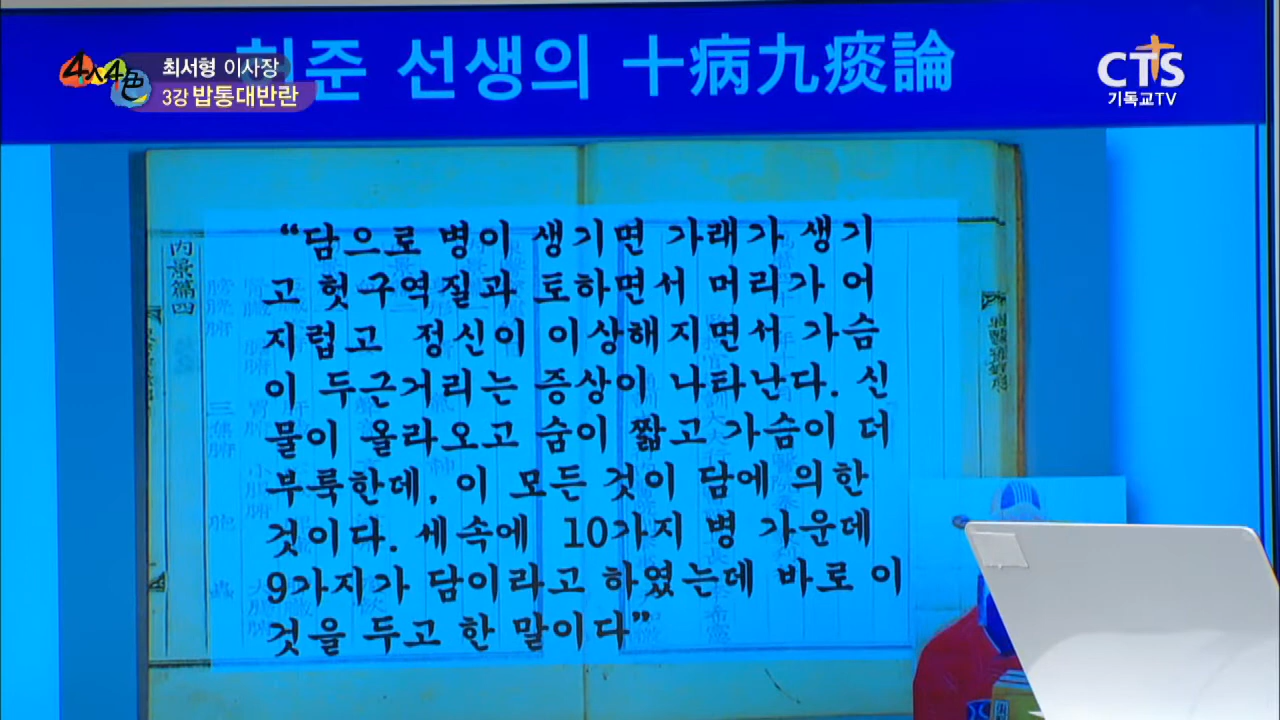 4人4色
최서형 이사장
3강 밥통대반란
허준 선생의 十病九痰論
CTS
기독교TV
“담으로 병이 생기면 가래가 생기
고 헛구역질과 토하면서 머리가 어
지럽고 정신이 이상해지면서 가슴
이 두근거리는 증상이 나타난다. 신
물이 올라오고 숨이 짧고 가슴이 더
부룩한데, 이 모든 것이 담에 의한
것이다. 세속에 10가지 병 가운데
9가지가 담이라고 하였는데 바로 이
것을 두고 한 말이다”
內景篇四